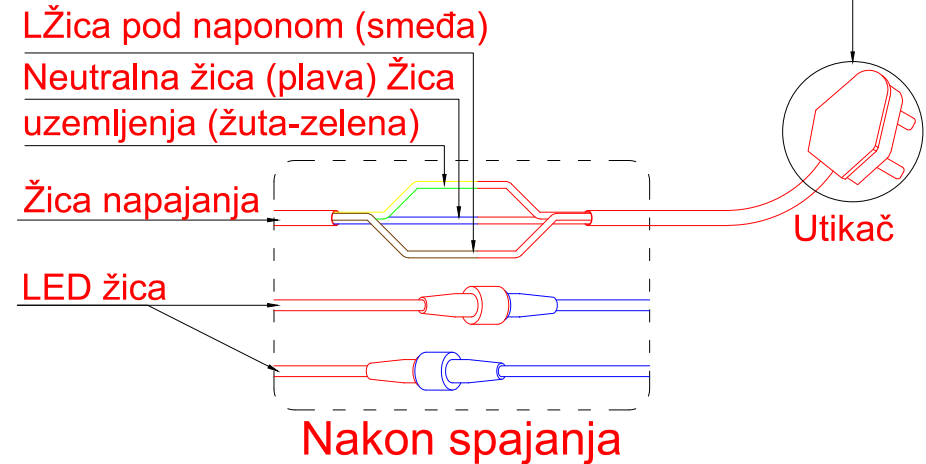 LŽica pod naponom (smeđa)
Neutralna žica (plava) Žica
uzemljenja (žuta-zelena)
Žica napajanja
Utikač
LED žica
Nakon spajanja